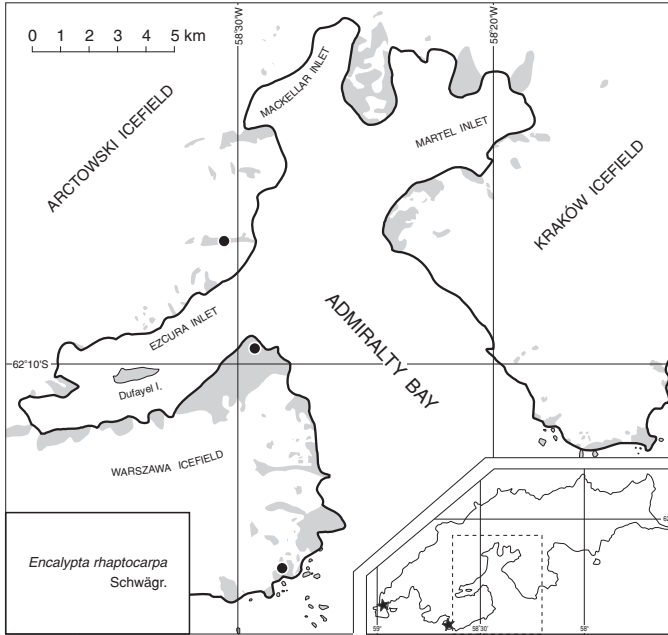 0 1 2 3 4 5 km
58°30'W
58°20'W
MACKELLAR INLET
MARTEL INLET
ARCTOWSKI ICEFIELD
KRAKÓW ICEFIELD
EZCURA INLET
ADMIRALTY BAY
62°10'S
Dufayel I.
WARSZAWA ICEFIELD
Encalypta rhaptocarpa
Schwägr.
62
59°
58°30'
58°